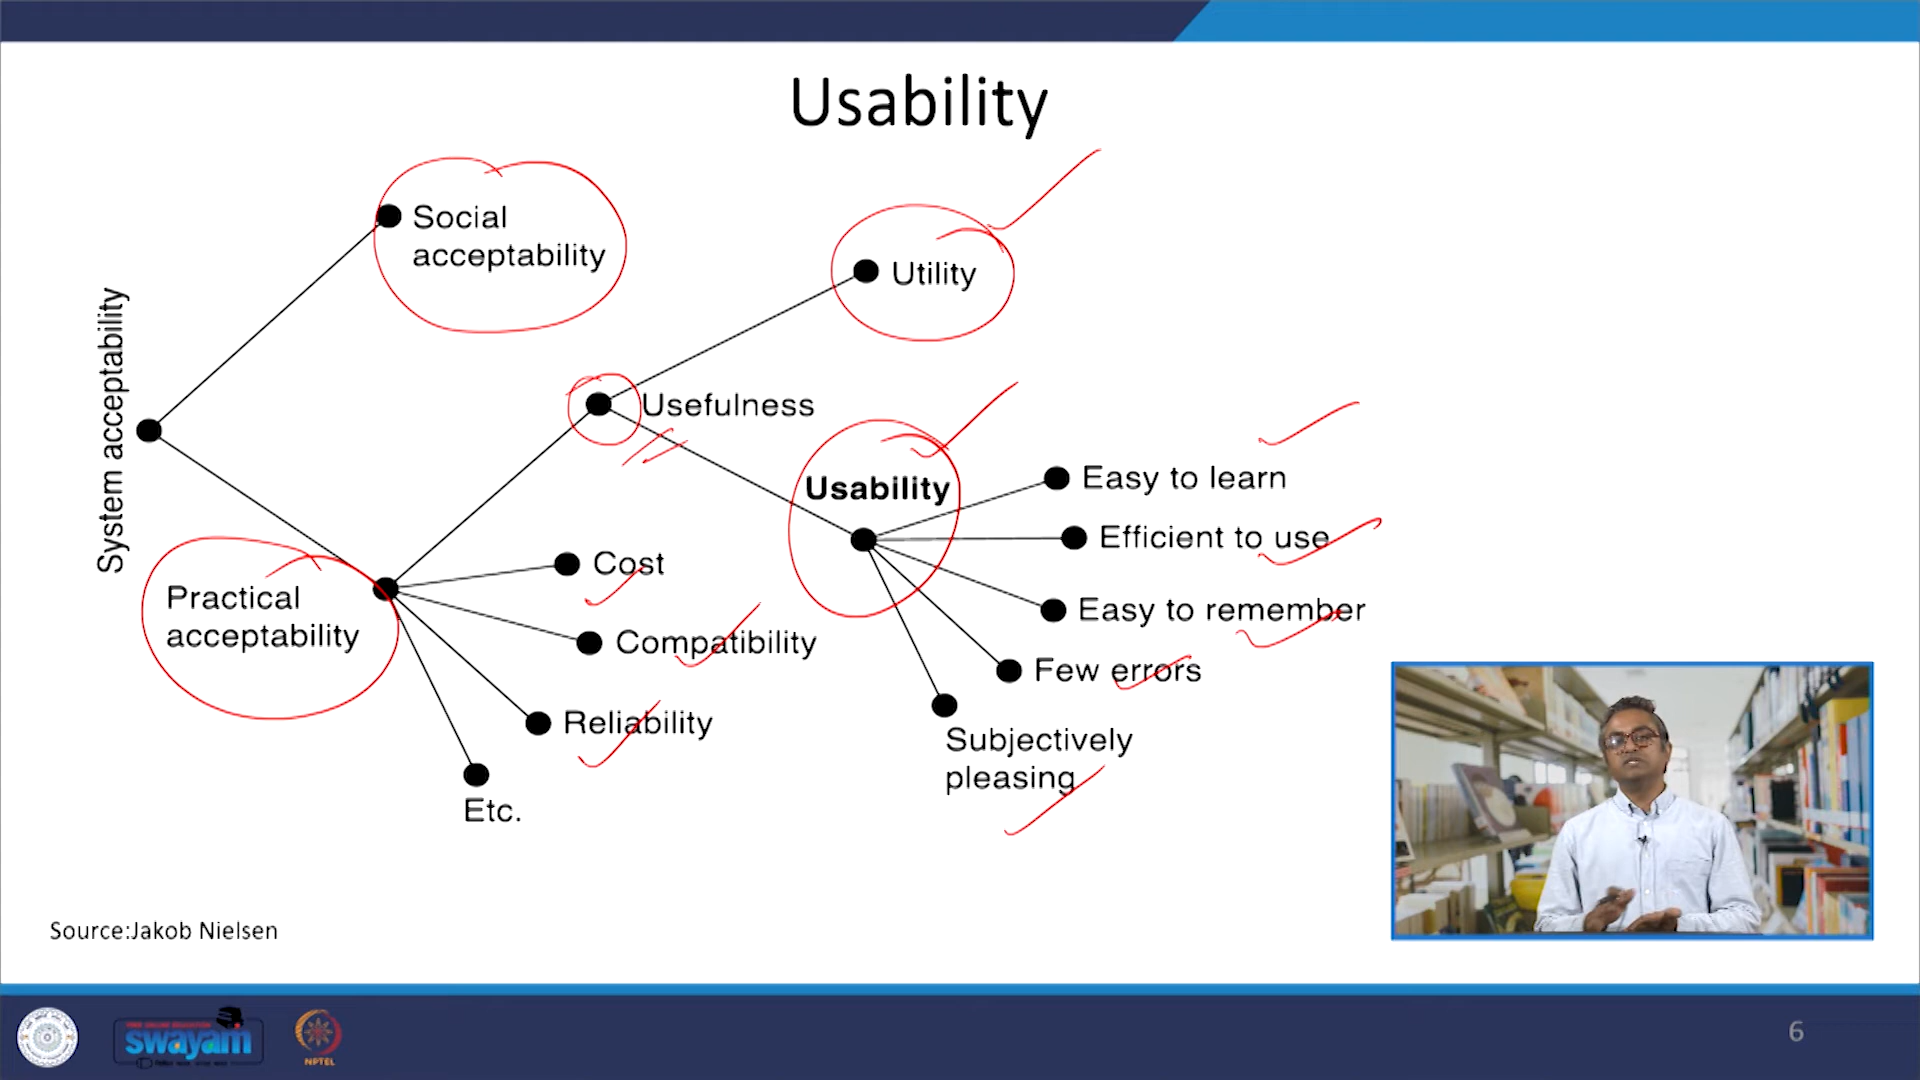 Usability
Social
acceptability
Utility
System acceptability
Usefulness
Usability
Easy to learn
Efficient to use
Easy to remember
Few errors
Subjectively
pleasing
Practical
acceptability
Cost
Compatibility
Reliability
Etc.
Source:Jakob Nielsen
swayam
NPTEL
6